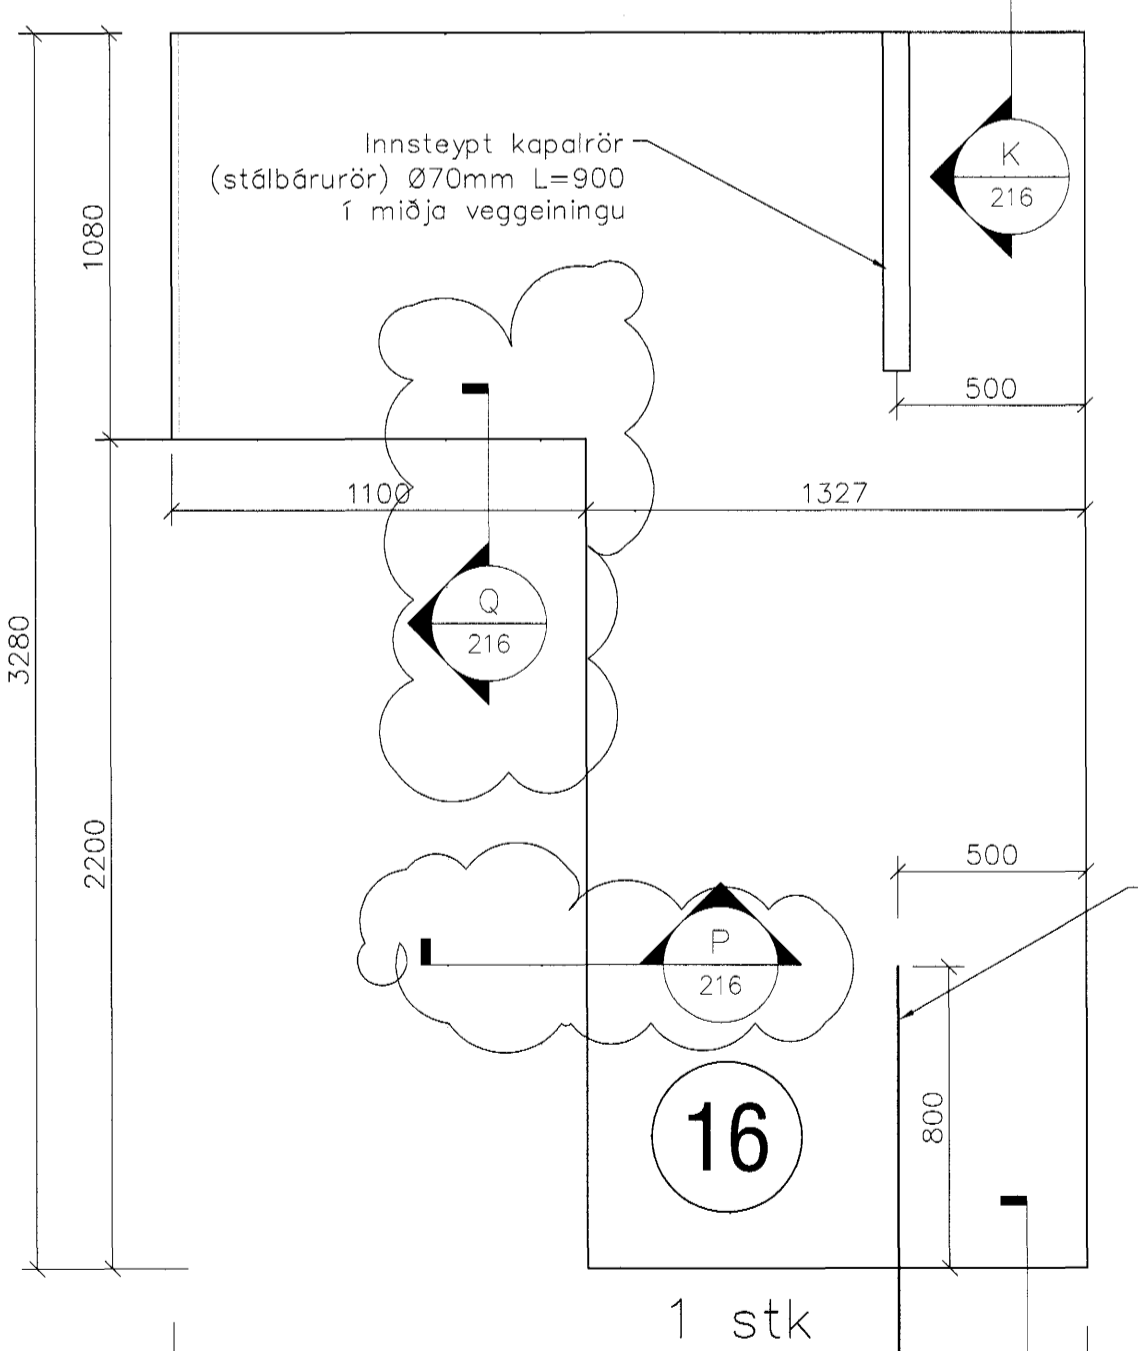 Innsteypt kapalrör
(stálbárurör) Ø70mm L=900
í miðja veggeiningu
K
216
1080
500
1100
1327
Q
216
3280
2200
500
P
216
800
16
1 stk